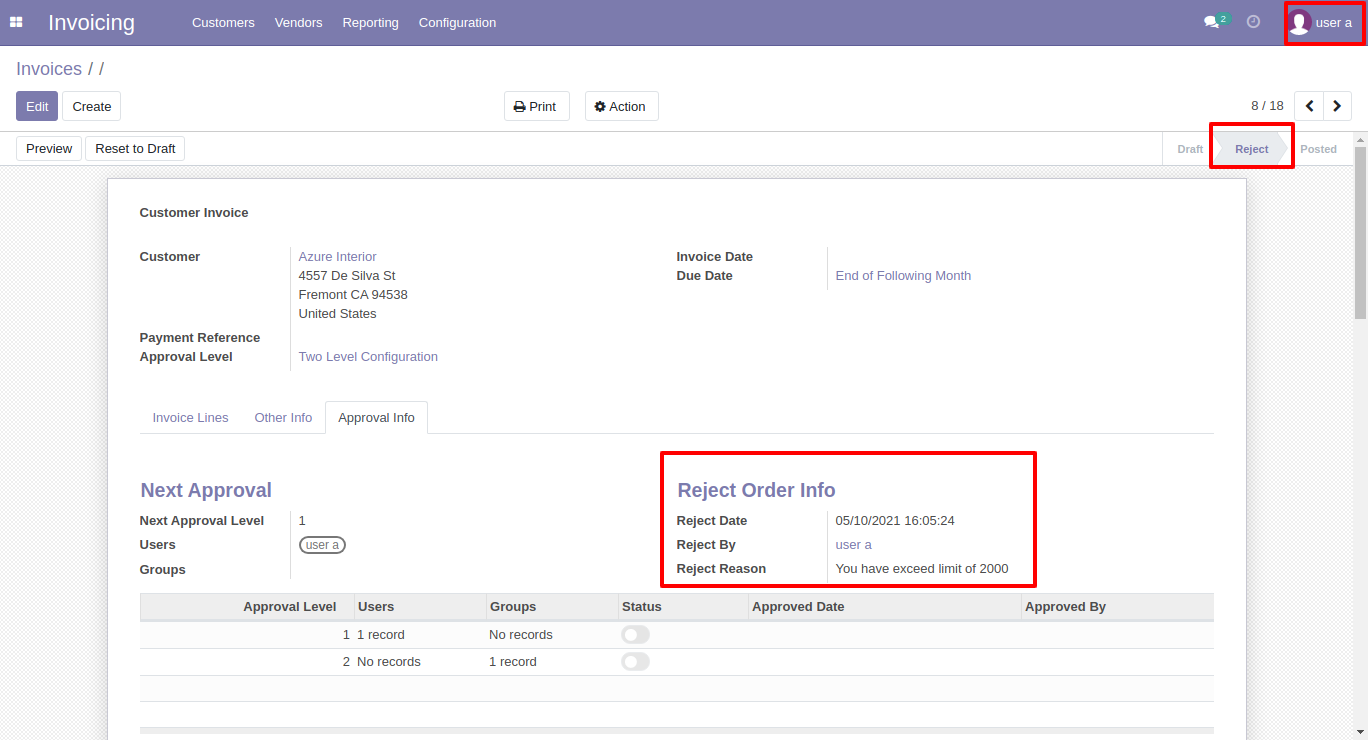 Invoicing Customers Vendors Reporting Configuration 2 user a
Invoices / /
Edit Create Print Action 8 / 18
Preview Reset to Draft Draft Reject Posted
Customer Invoice
Customer Azure Interior Invoice Date
4557 De Silva St Due Date End of Following Month
Fremont CA 94538
United States
Payment Reference
Approval Level Two Level Configuration
Invoice Lines Other Info Approval Info
Next Approval Reject Order Info
Next Approval Level 1 Reject Date 05/10/2021 16:05:24
Users user a Reject By user a
Groups Reject Reason You have exceed limit of 2000
Approval Level Users Groups Status Approved Date Approved By
1 1 record No records
2 No records 1 record